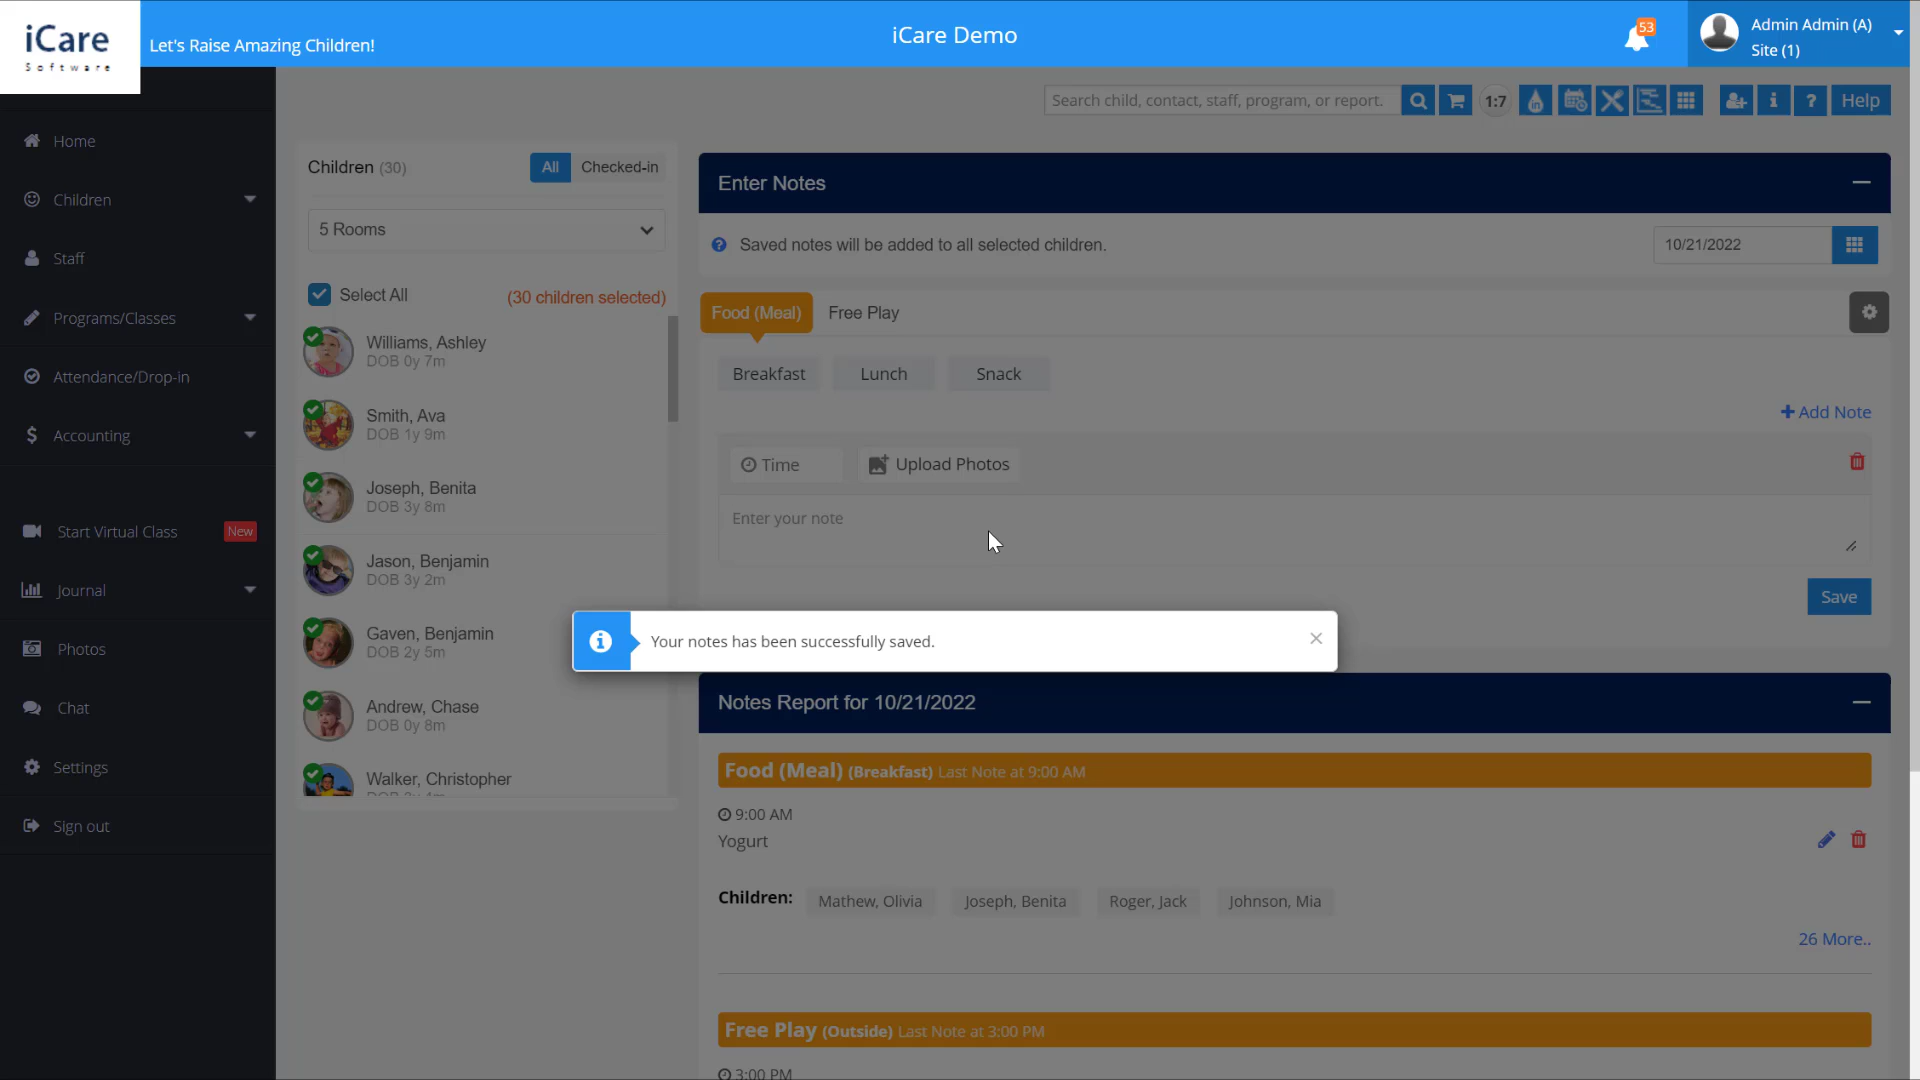 iCare
Software
Let's Raise Amazing Children!
iCare Demo
53
Admin Admin (A)
Site (1)
Search child, contact, staff, program, or report.
1:7
Help
Home
Children
Staff
Programs/Classes
Attendance/Drop-in
Accounting
Start Virtual Class
New
Journal
Photos
Chat
Settings
Sign out
Children (30)
All
Checked-in
5 Rooms
Select All
(30 children selected)
Williams, Ashley
DOB 0y 7m
Smith, Ava
DOB 1y 9m
Joseph, Benita
DOB 3y 8m
Jason, Benjamin
DOB 3y 2m
Gaven, Benjamin
DOB 2y 5m
Andrew, Chase
DOB 0y 8m
Walker, Christopher
Enter Notes
Saved notes will be added to all selected children.
10/21/2022
Food (Meal)
Free Play
Breakfast
Lunch
Snack
Add Note
Time
Upload Photos
Enter your note
Save
Your notes has been successfully saved.
Notes Report for 10/21/2022
Food (Meal) (Breakfast) Last Note at 9:00 AM
9:00 AM
Yogurt
Children:
Mathew, Olivia
Joseph, Benita
Roger, Jack
Johnson, Mia
26 More..
Free Play (Outside) Last Note at 3:00 PM
3:00 PM